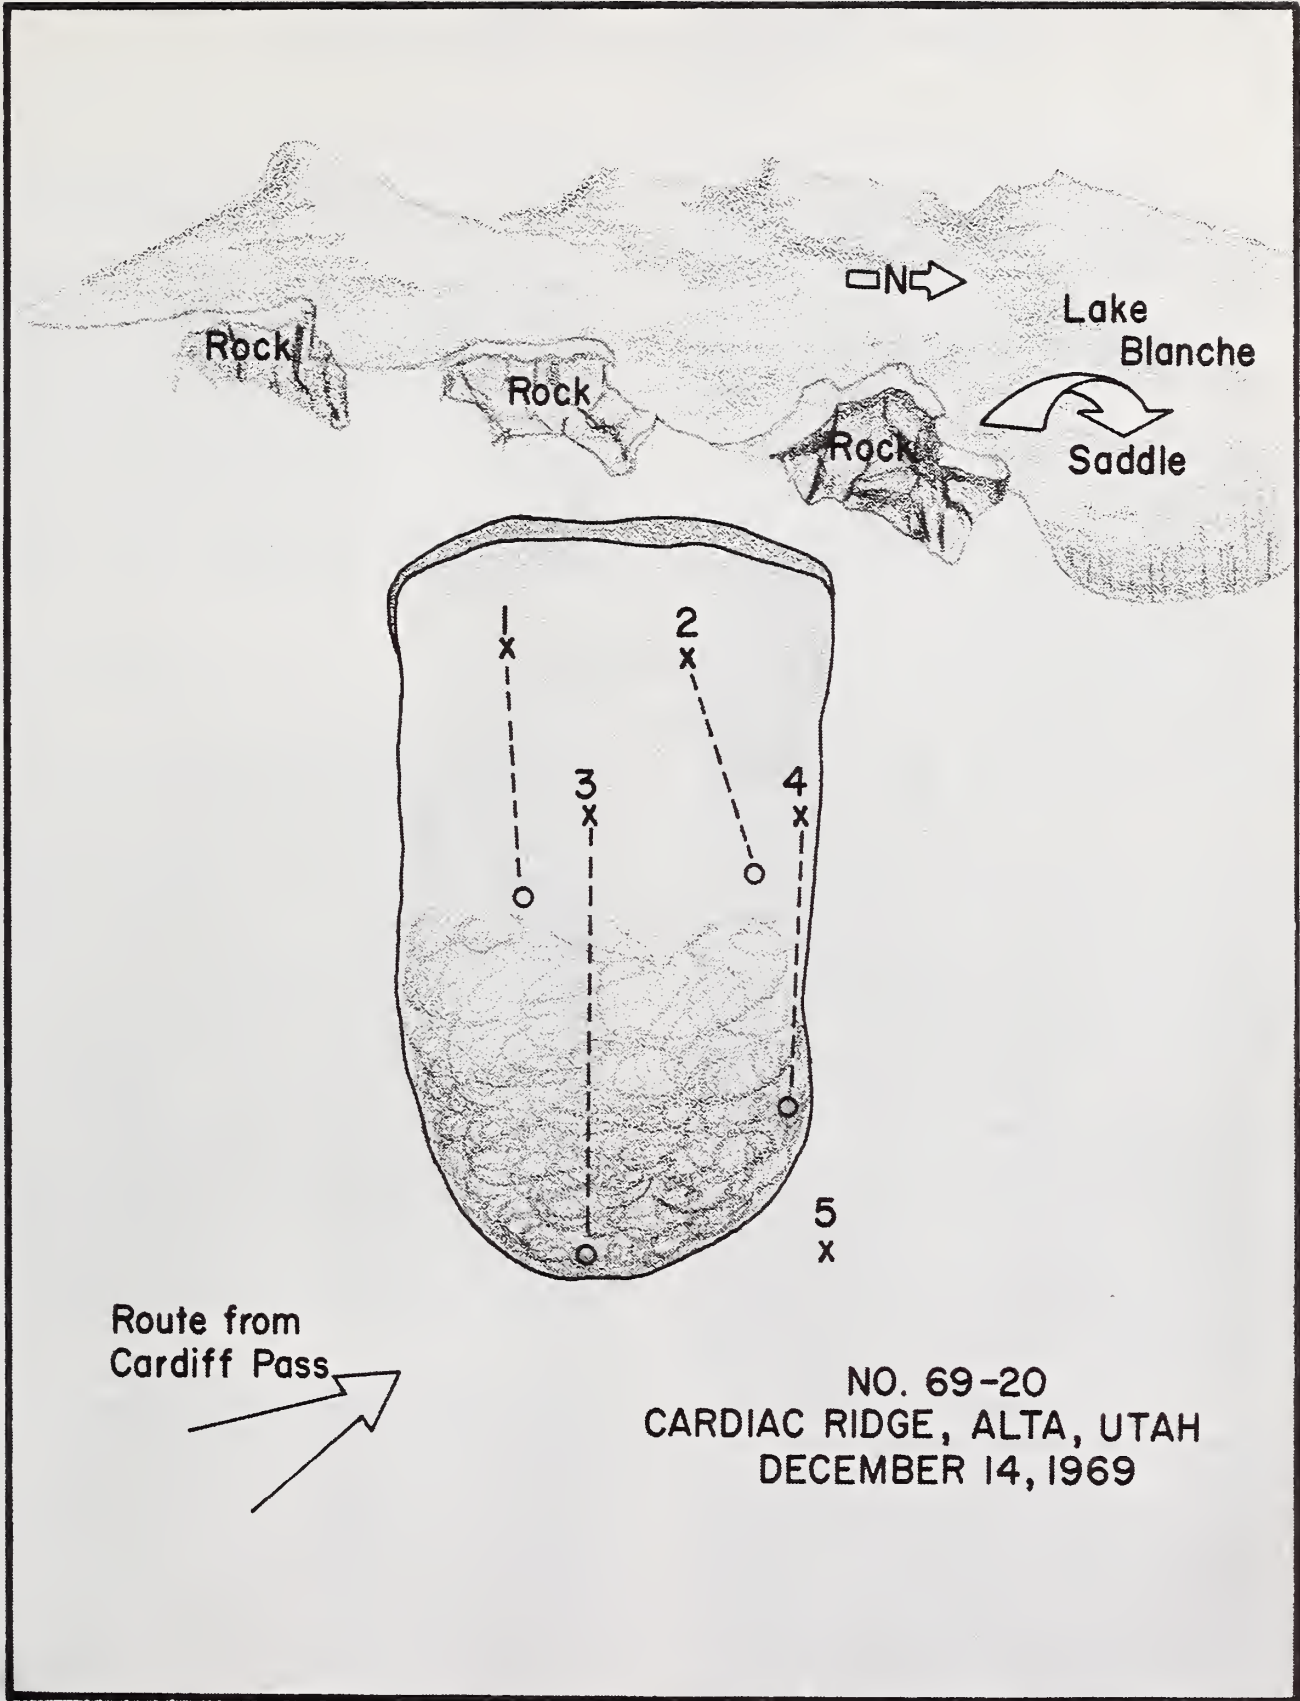 N
Lake
Blanche
Rock
Rock
Rock
Saddle
1
x
2
x
3
x
4
x
5
x
Route from
Cardiff Pass
NO. 69-20
CARDIAC RIDGE, ALTA, UTAH
DECEMBER 14, 1969